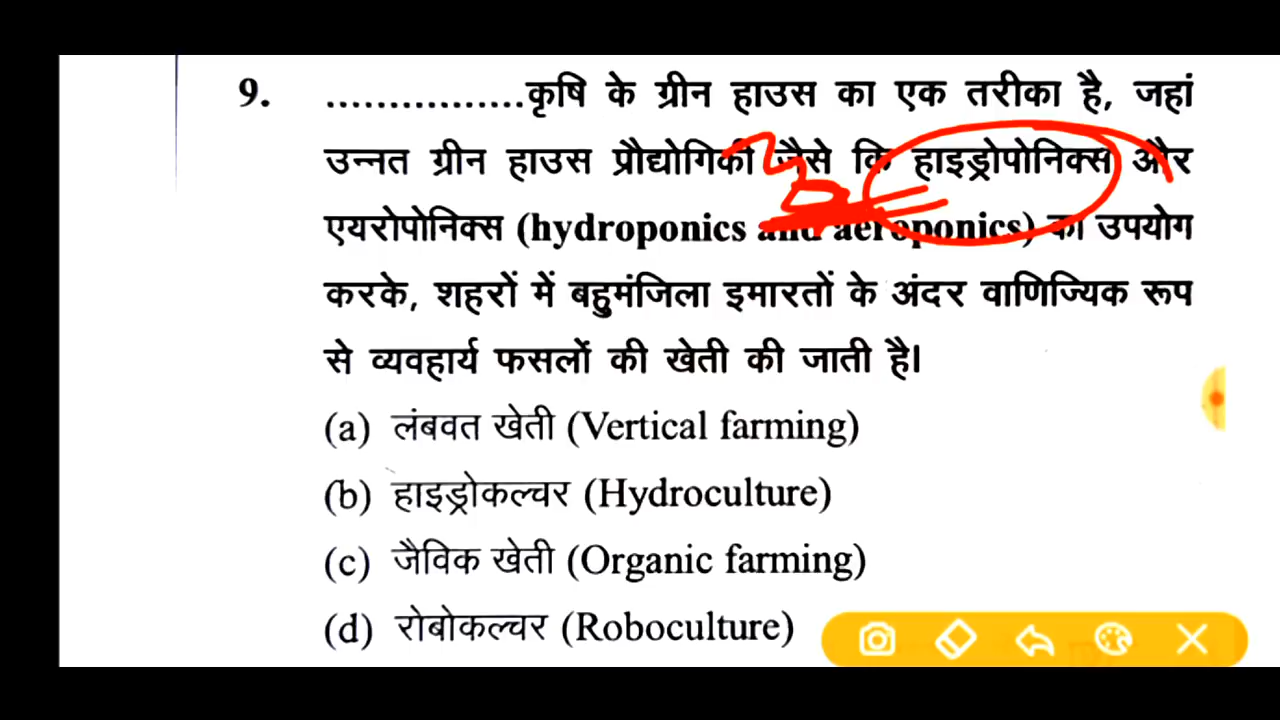 9. ................कृषि के ग्रीन हाउस का एक तरीका है, जहां
उन्नत ग्रीन हाउस प्रौद्योगिकी जैसे कि हाइड्रोपोनिक्स और
एयरोपोनिक्स (hydroponics and aeroponics) का उपयोग
करके, शहरों में बहुमंजिला इमारतों के अंदर वाणिज्यिक रूप
से व्यवहार्य फसलों की खेती की जाती है।
(a) लंबवत खेती (Vertical farming)
(b) हाइड्रोकल्चर (Hydroculture)
(c) जैविक खेती (Organic farming)
(d) रोबोकल्चर (Roboculture)